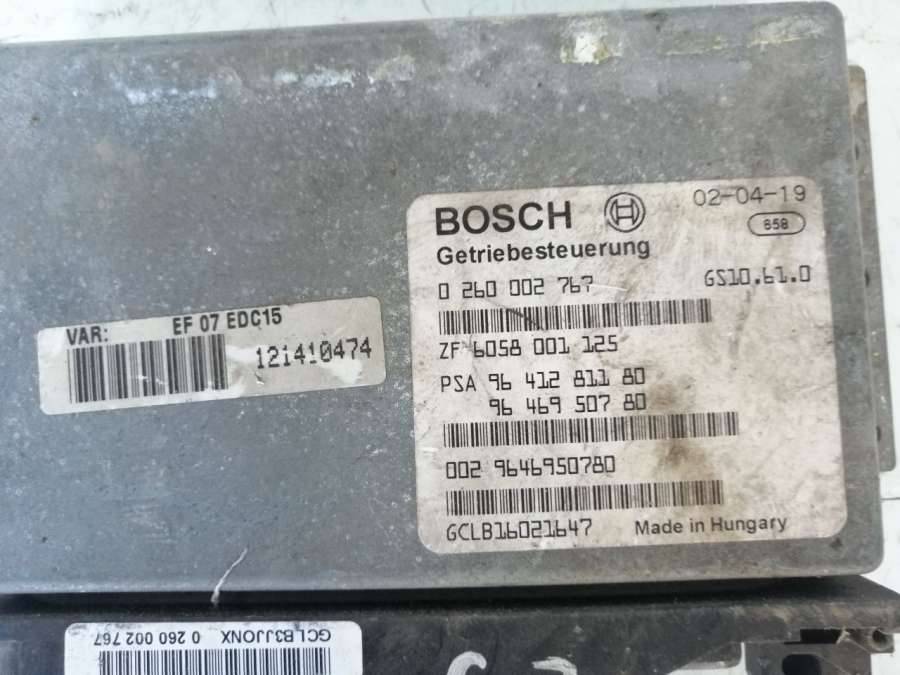 BOSCH 02-04-19
858
Getriebesteuerung
0 260 002 767 GS10.61.0
ZF 6058 001 125
PSA 96 412 811 80
96 469 507 80
002 9646950780
GCLB16021647 Made in Hungary
VAR: EF 07 EDC15
121410474
GCLB3JJONX 0 260 002 767